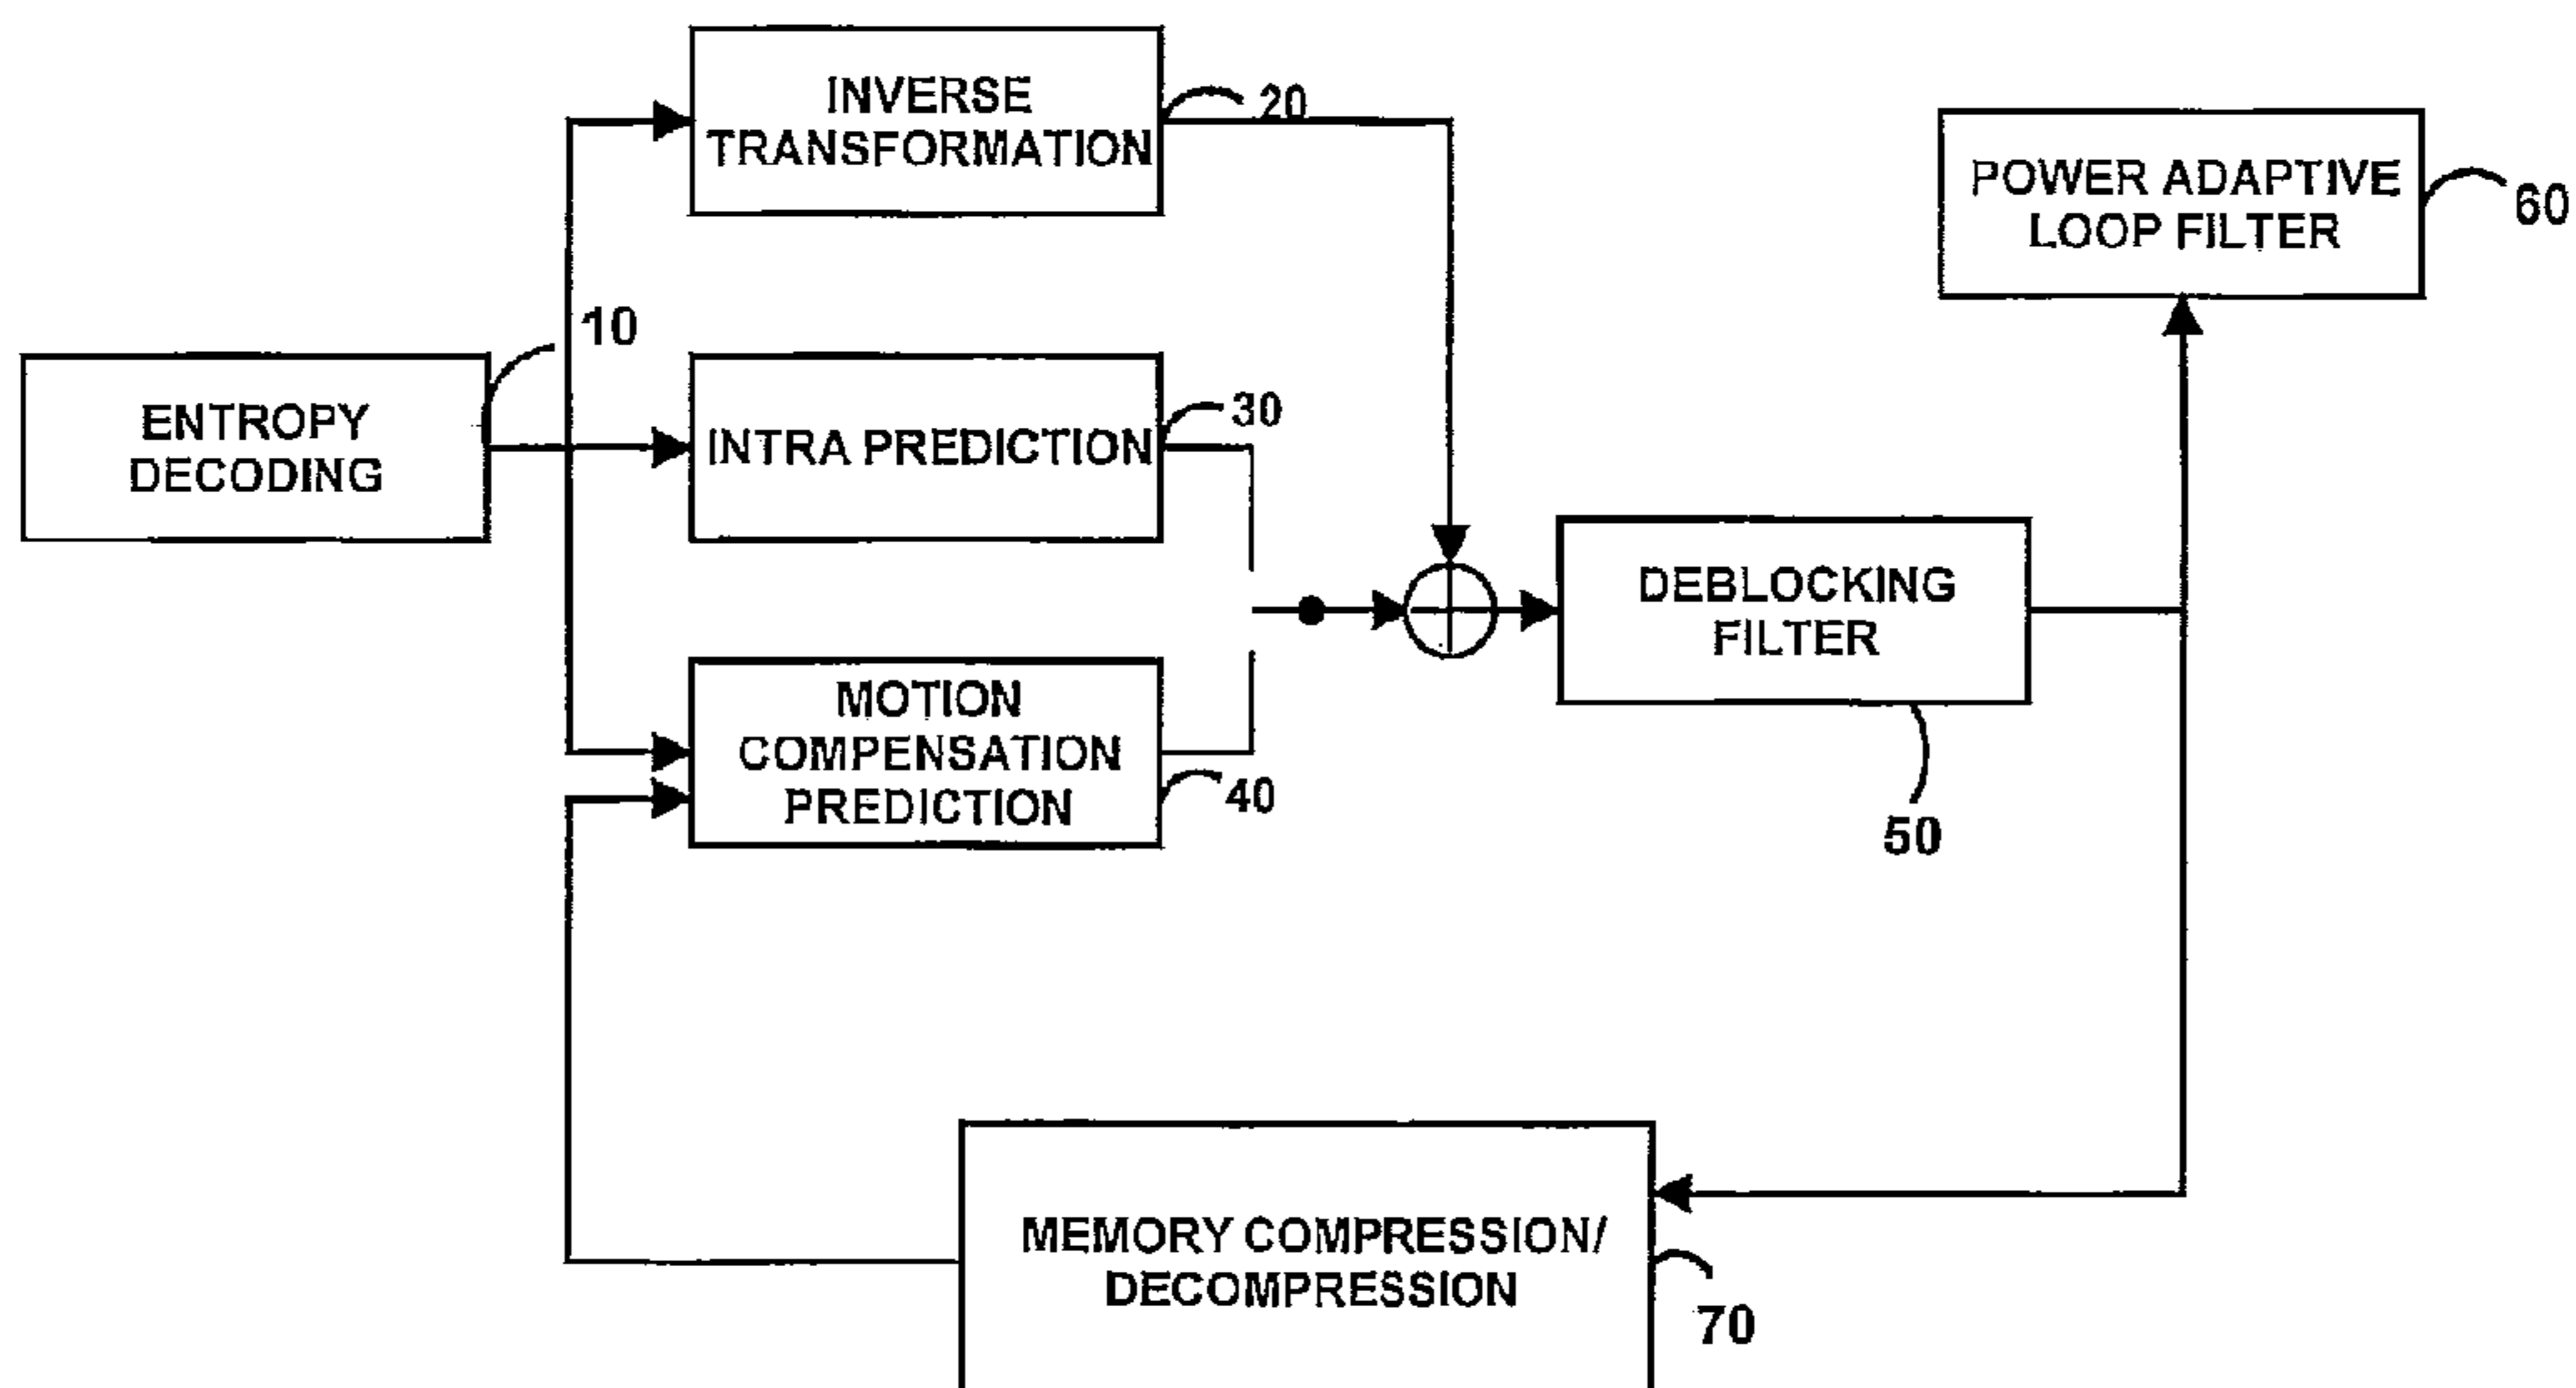 INVERSE
TRANSFORMATION
20
POWER ADAPTIVE
LOOP FILTER
60
10
ENTROPY
DECODING
INTRA PREDICTION
30
DEBLOCKING
FILTER
50
MOTION
COMPENSATION
PREDICTION
40
MEMORY COMPRESSION/
DECOMPRESSION
70